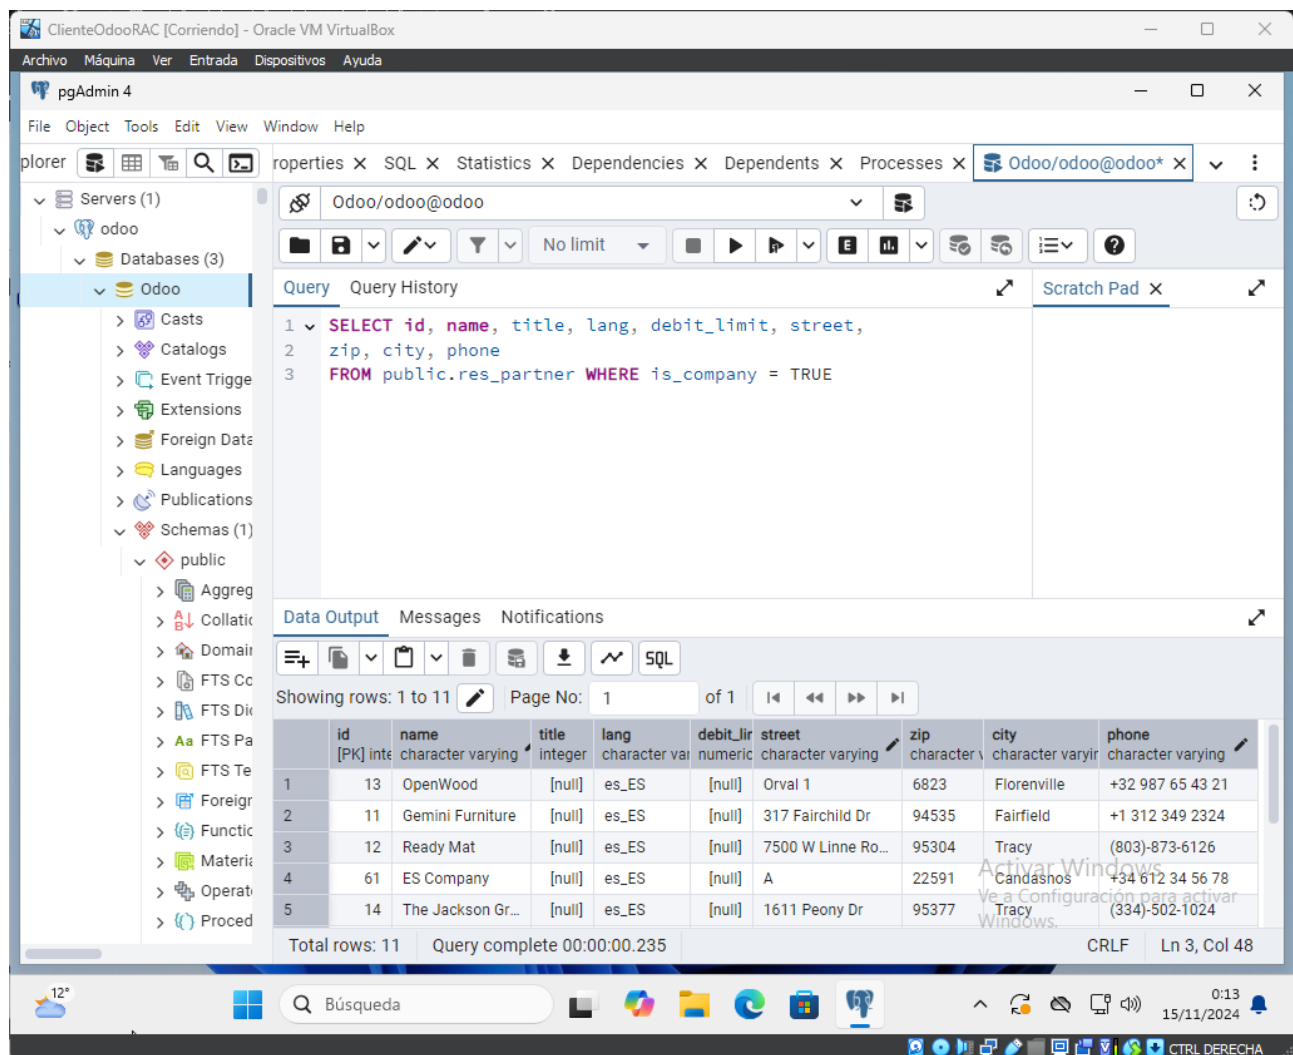 ClienteOdooRAC [Corriendo] - Oracle VM VirtualBox
Archivo Máquina Ver Entrada Dispositivos Ayuda
pgAdmin 4
File Object Tools Edit View Window Help
plorer roperties SQL Statistics Dependencies Dependents Processes Odoo/odoo@odoo*
Servers (1)
odoo
Databases (3)
Odoo
Casts
Catalogs
Event Trigge
Extensions
Foreign Data
Languages
Publications
Schemas (1)
public
Aggreg
Collatic
Domain
FTS Co
FTS Dic
Aa FTS Pa
FTS Te
Foreigr
Functic
Materia
Operat
Proced
Odoo/odoo@odoo
No limit
Query Query History
Scratch Pad
1 SELECT id, name, title, lang, debit_limit, street,
2 zip, city, phone
3 FROM public.res_partner WHERE is_company = TRUE
Data Output Messages Notifications
SQL
Showing rows: 1 to 11 Page No: 1 of 1
id name title lang debit_lir street zip city phone
[PK] inte character varying integer character var numeric character varying character v character varyin character varying
1 13 OpenWood [null] es_ES [null] Orval 1 6823 Florenville +32 987 65 43 21
2 11 Gemini Furniture [null] es_ES [null] 317 Fairchild Dr 94535 Fairfield +1 312 349 2324
3 12 Ready Mat [null] es_ES [null] 7500 W Linne Ro... 95304 Tracy (803)-873-6126
4 61 ES Company [null] es_ES [null] A 22591 Candasnos +34 612 34 56 78
5 14 The Jackson Gr... [null] es_ES [null] 1611 Peony Dr 95377 Tracy (334)-502-1024
Activar Windows
Ve a Configuración para activar
Windows.
Total rows: 11 Query complete 00:00:00.235 CRLF Ln 3, Col 48
12°
Búsqueda
0:13
15/11/2024
CTRL DERECHA